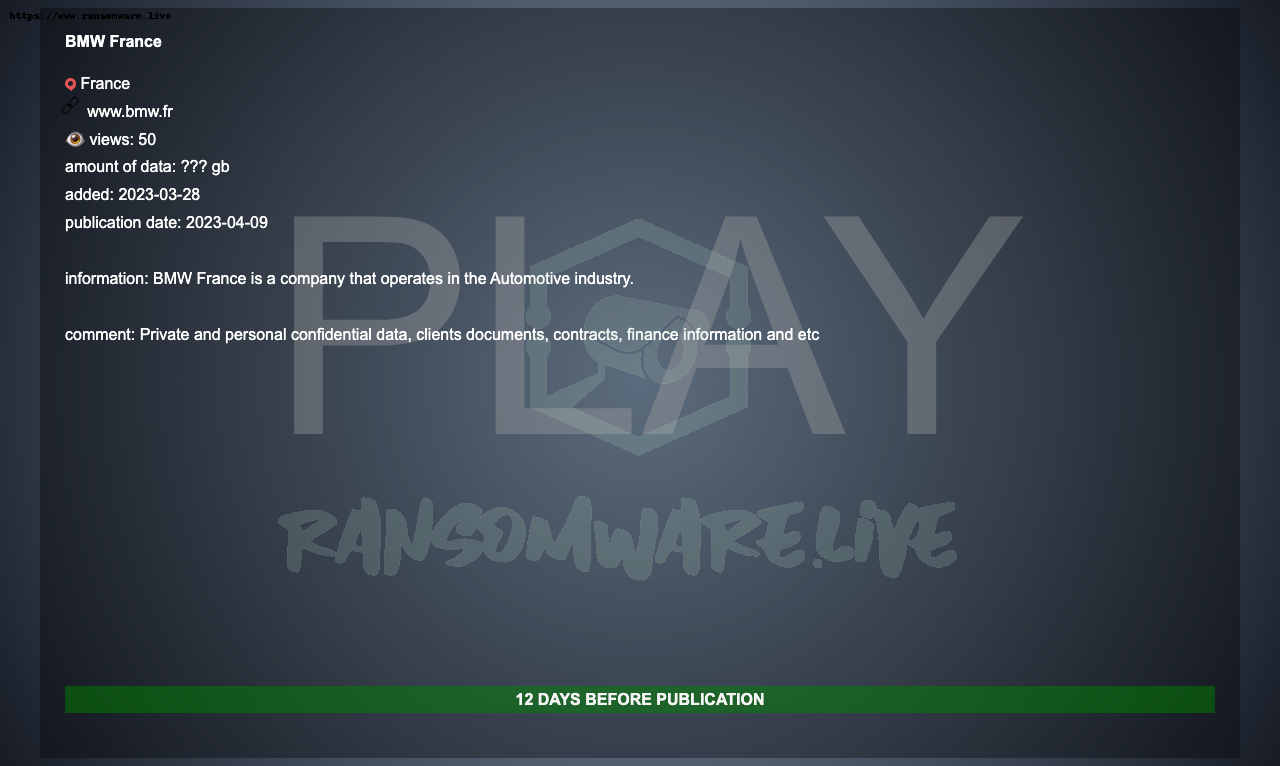 https://www.ransomware.live
BMW France
France
www.bmw.fr
views: 50
amount of data: ??? gb
added: 2023-03-28
publication date: 2023-04-09
information: BMW France is a company that operates in the Automotive industry.
comment: Private and personal confidential data, clients documents, contracts, finance information and etc
PLAY
RANSOMWARE.LIVE
12 DAYS BEFORE PUBLICATION